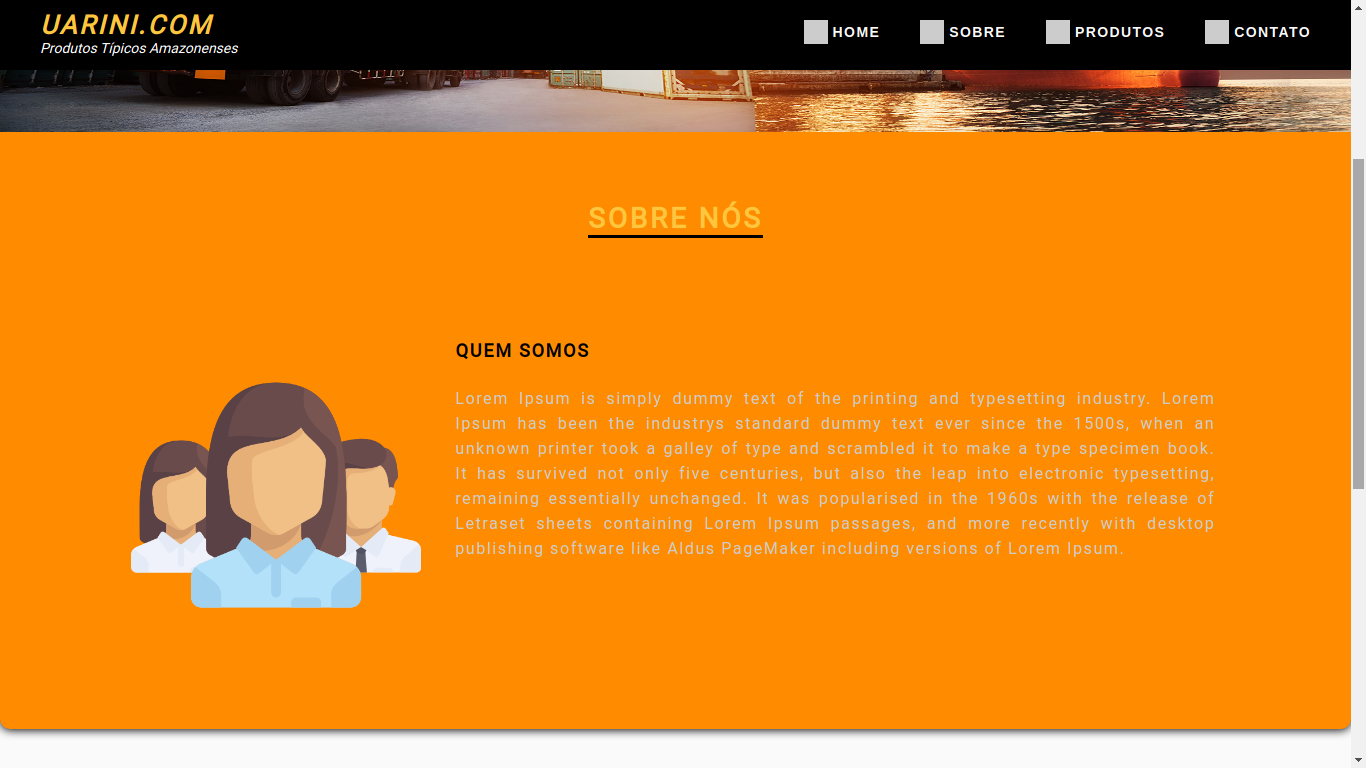 UARINI.COM
Produtos Típicos Amazonenses
HOME
SOBRE
PRODUTOS
CONTATO
SOBRE NÓS
QUEM SOMOS
Lorem Ipsum is simply dummy text of the printing and typesetting industry. Lorem
Ipsum has been the industrys standard dummy text ever since the 1500s, when an
unknown printer took a galley of type and scrambled it to make a type specimen book.
It has survived not only five centuries, but also the leap into electronic typesetting,
remaining essentially unchanged. It was popularised in the 1960s with the release of
Letraset sheets containing Lorem Ipsum passages, and more recently with desktop
publishing software like Aldus PageMaker including versions of Lorem Ipsum.